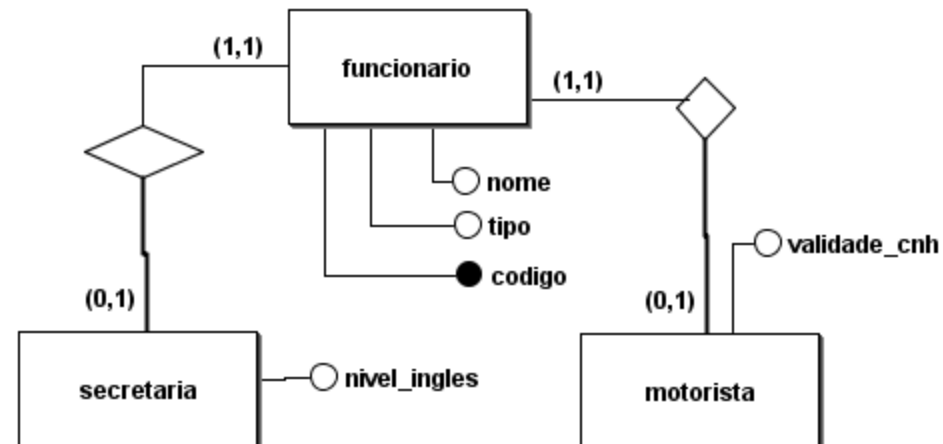 (1,1)
funcionario
(1,1)
nome
tipo
codigo
validade_cnh
(0,1)
(0,1)
secretaria
nivel_ingles
motorista